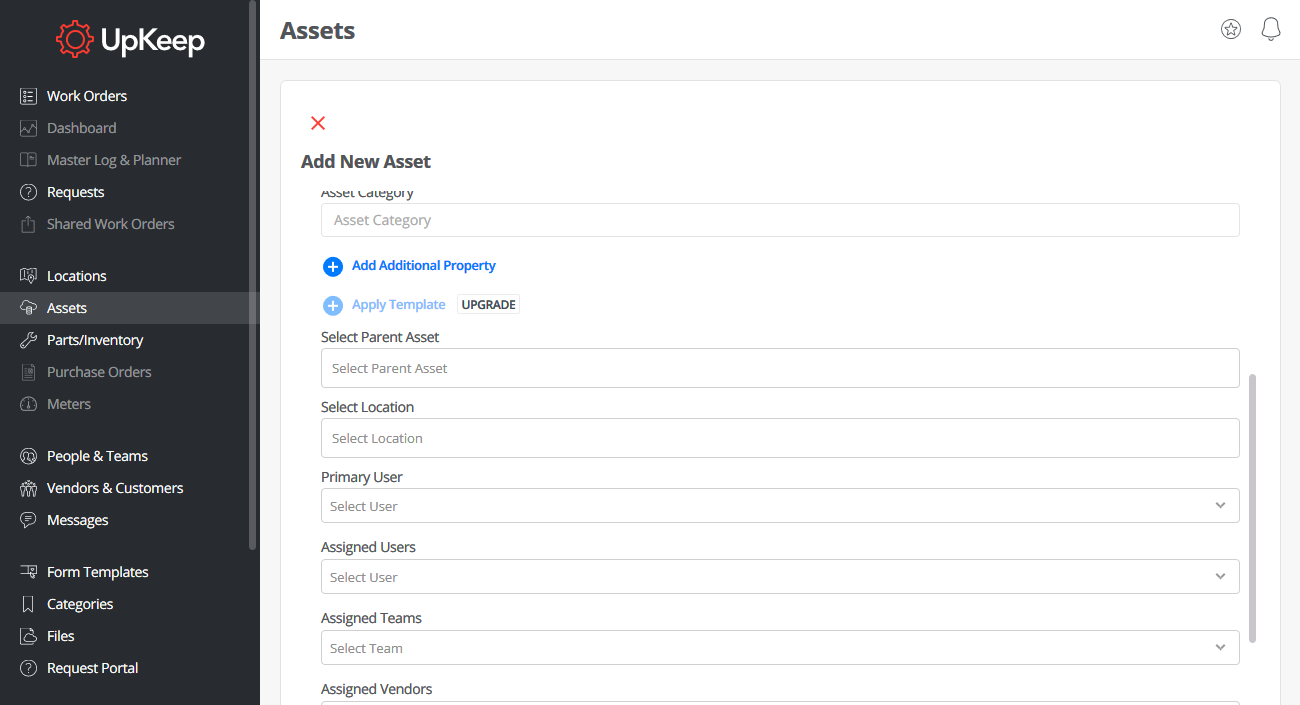 UpKeep
Work Orders
Dashboard
Master Log & Planner
Requests
Shared Work Orders
Locations
Assets
Parts/Inventory
Purchase Orders
Meters
People & Teams
Vendors & Customers
Messages
Form Templates
Categories
Files
Request Portal
Assets
Add New Asset
Asset Category
Asset Category
Add Additional Property
Apply Template UPGRADE
Select Parent Asset
Select Parent Asset
Select Location
Select Location
Primary User
Select User
Assigned Users
Select User
Assigned Teams
Select Team
Assigned Vendors